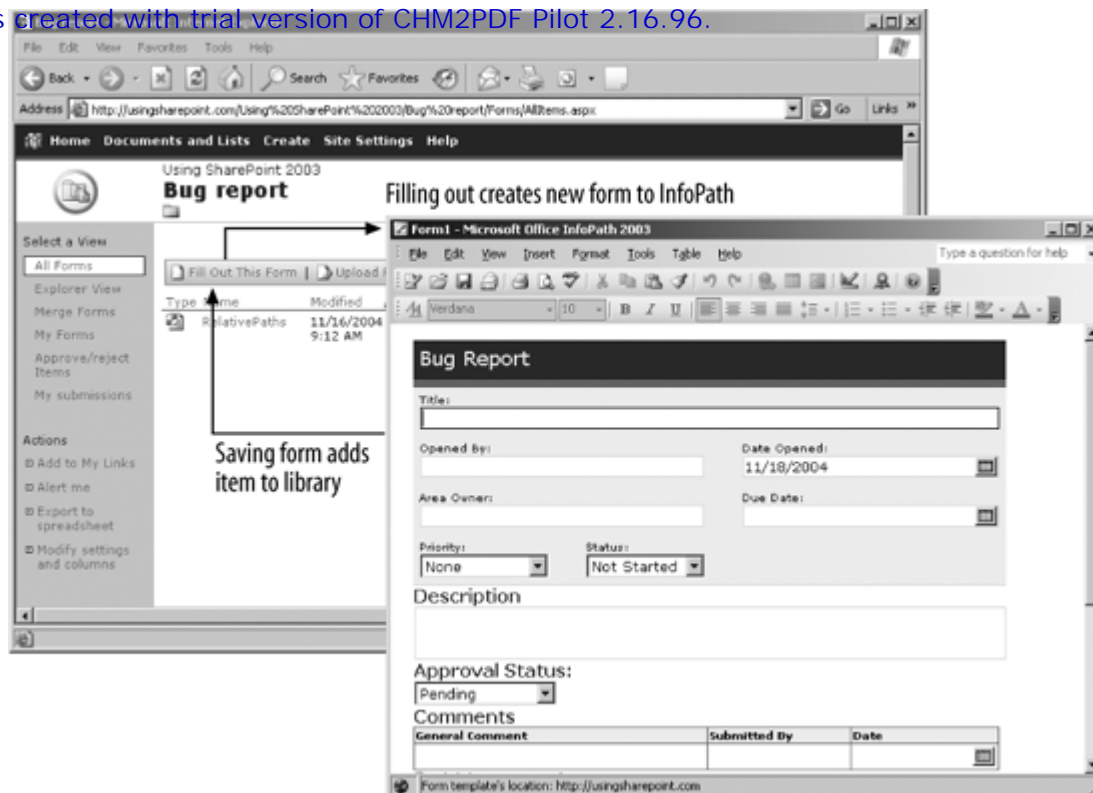 s created with trial version of CHM2PDF Pilot 2.16.96.
File Edit View Favorites Tools Help
Back Search Favorites
Address http://usingsharepoint.com/Using%20SharePoint%202003/Bug%20report/Forms/AllItems.aspx Go Links »
Home Documents and Lists Create Site Settings Help
Using SharePoint 2003
Bug report
Filling out creates new form to InfoPath
Select a View
All Forms
Explorer View
Merge Forms
My Forms
Approve/reject
Items
My submissions
Actions
Add to My Links
Alert me
Export to
spreadsheet
Modify settings
and columns
Fill Out This Form | Upload
Type Name Modified
RelativePaths 11/16/2004
9:12 AM
Saving form adds
item to library
Form1 - Microsoft Office InfoPath 2003
File Edit View Insert Format Tools Table Help Type a question for help
Verdana 10 B I U
Bug Report
Title:
Opened By: Date Opened:
11/18/2004
Area Owner: Due Date:
Priority: Status:
None Not Started
Description
Approval Status:
Pending
Comments
General Comment Submitted By Date
Form template's location: http://usingsharepoint.com